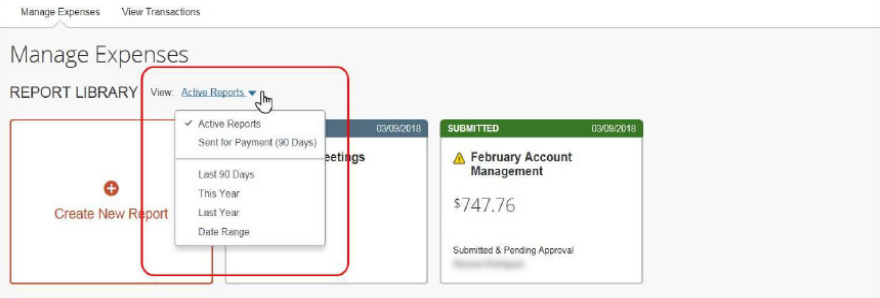 Manage Expenses View Transactions
Manage Expenses
REPORT LIBRARY View: Active Reports
✓ Active Reports
Sent for Payment (90 Days)
Last 90 Days
This Year
Last Year
Date Range
Create New Report
03/09/2018
eetings
SUBMITTED 03/09/2018
February Account
Management
$747.76
Submitted & Pending Approval